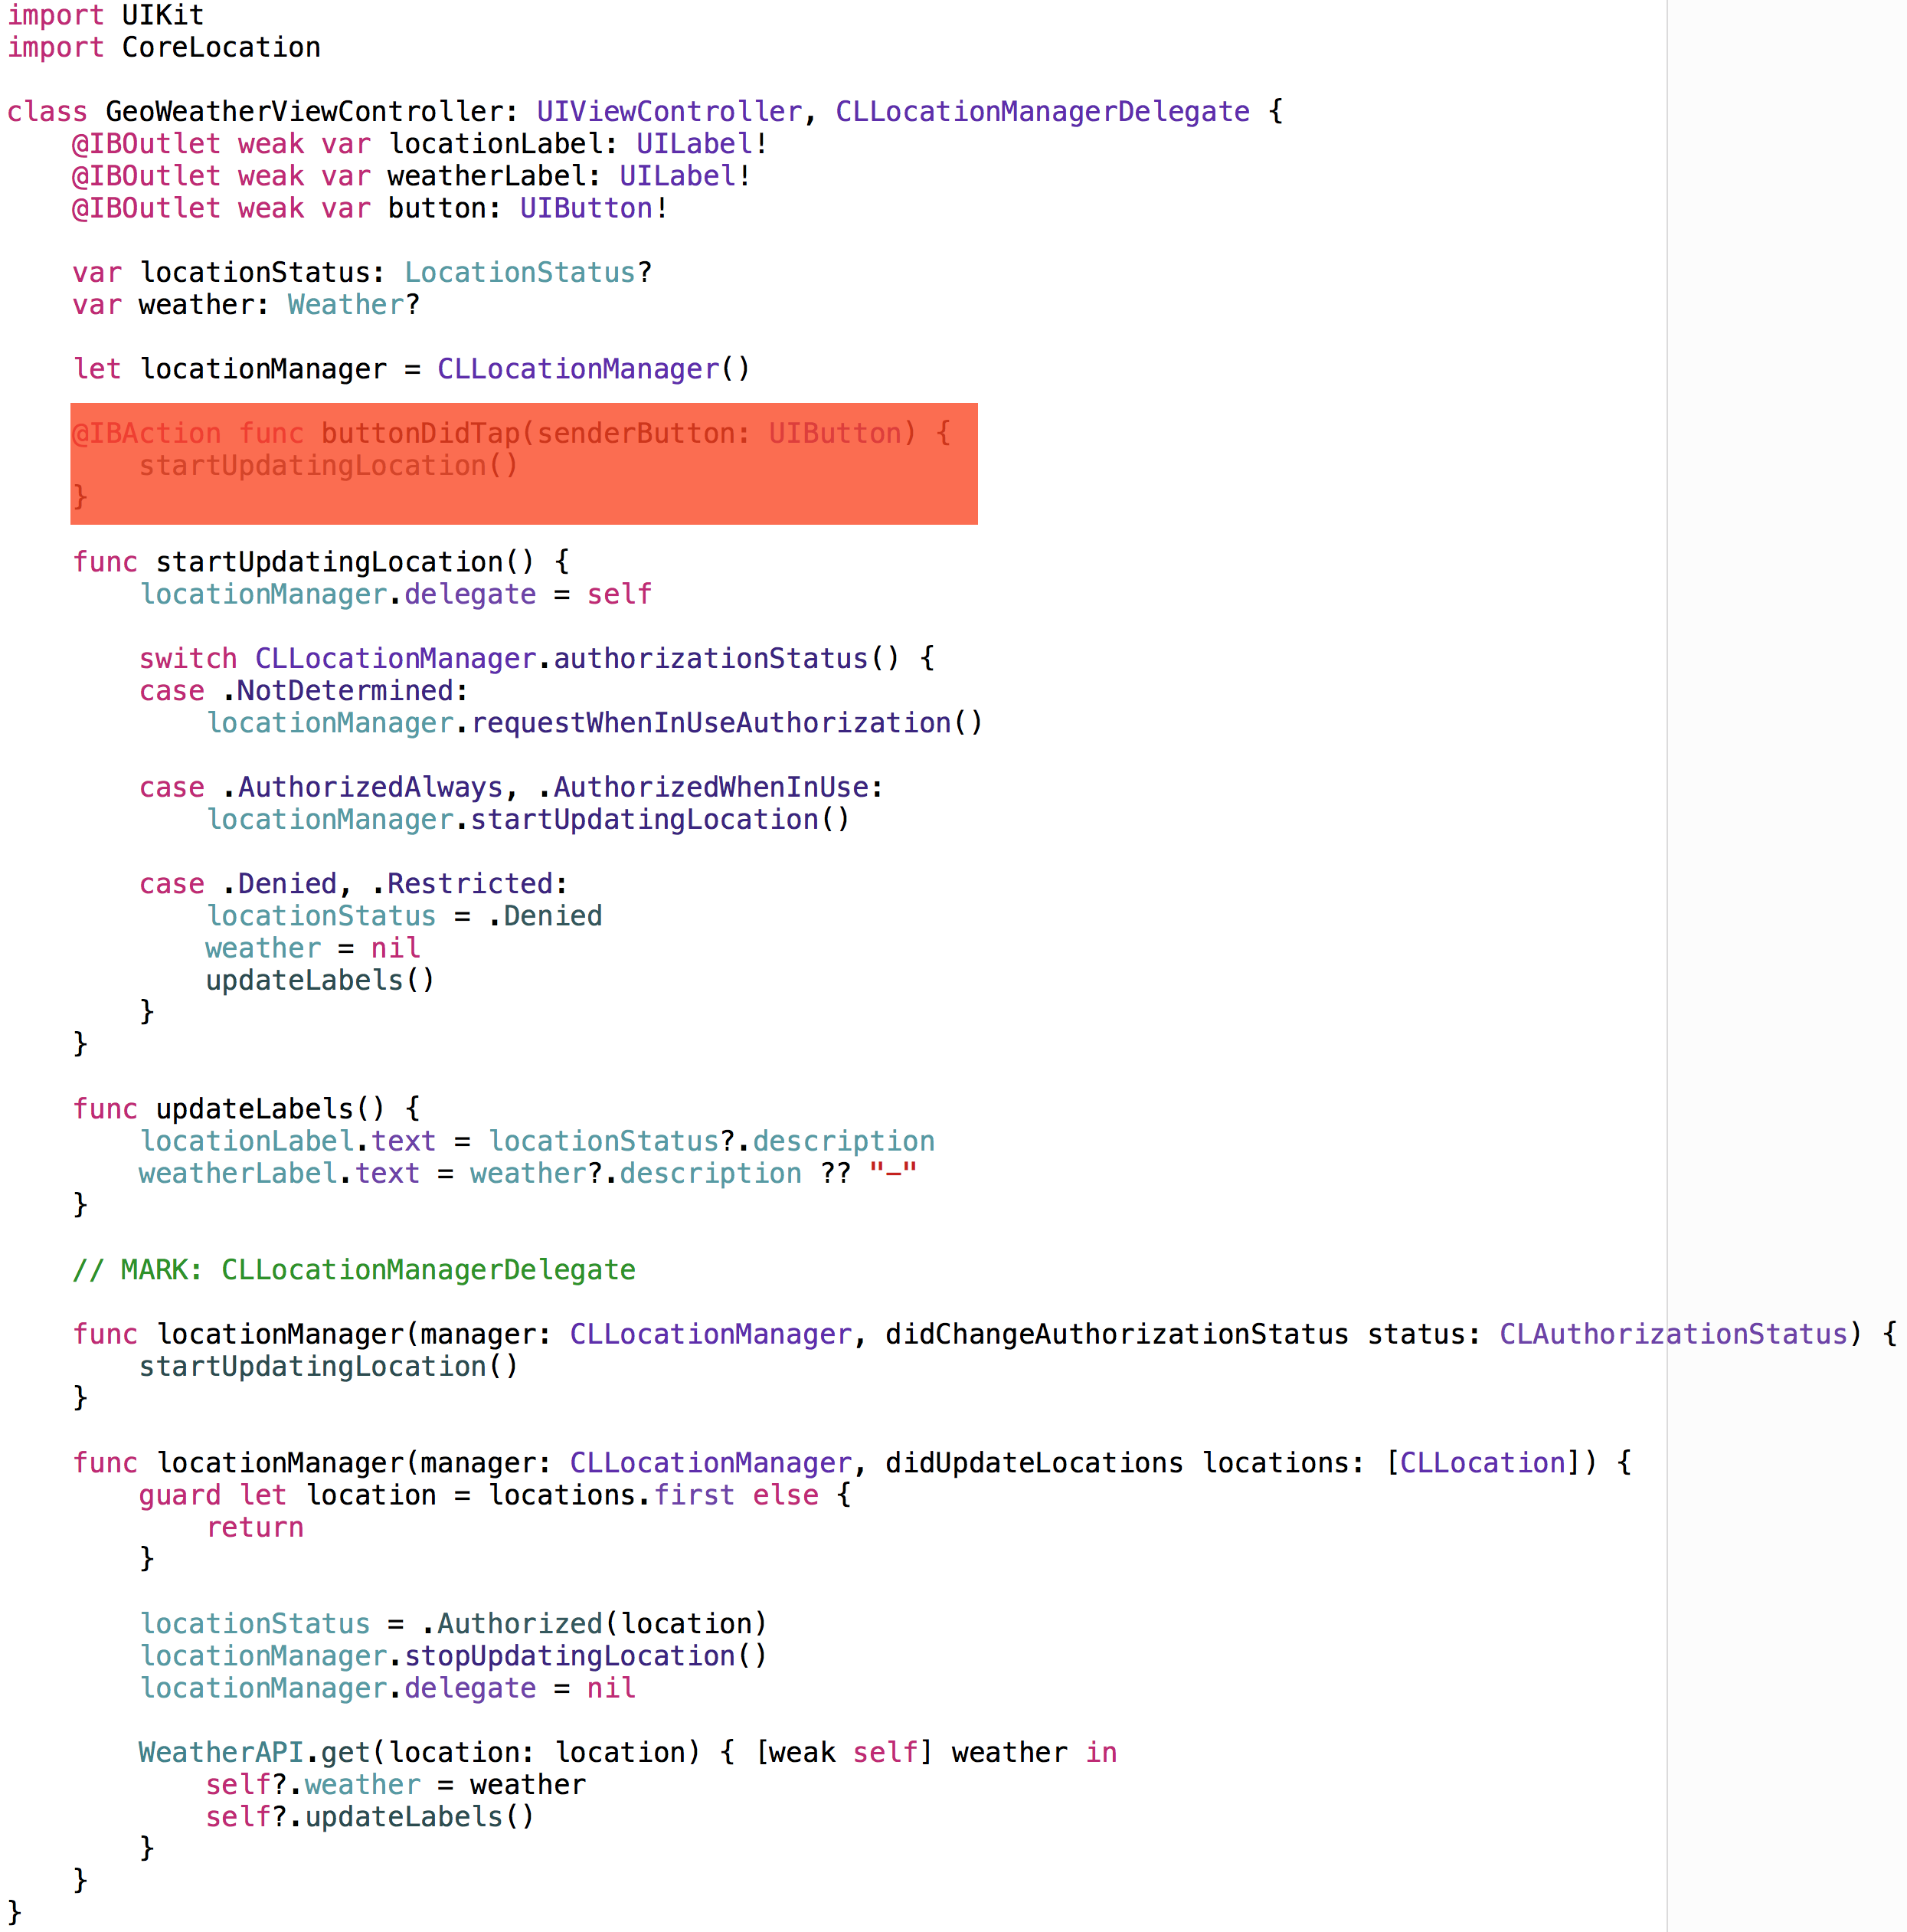 import UIKit
import CoreLocation

class GeoWeatherViewController: UIViewController, CLLocationManagerDelegate {
    @IBOutlet weak var locationLabel: UILabel!
    @IBOutlet weak var weatherLabel: UILabel!
    @IBOutlet weak var button: UIButton!

    var locationStatus: LocationStatus?
    var weather: Weather?

    let locationManager = CLLocationManager()

    @IBAction func buttonDidTap(senderButton: UIButton) {
        startUpdatingLocation()
    }

    func startUpdatingLocation() {
        locationManager.delegate = self

        switch CLLocationManager.authorizationStatus() {
        case .NotDetermined:
            locationManager.requestWhenInUseAuthorization()

        case .AuthorizedAlways, .AuthorizedWhenInUse:
            locationManager.startUpdatingLocation()

        case .Denied, .Restricted:
            locationStatus = .Denied
            weather = nil
            updateLabels()
        }
    }

    func updateLabels() {
        locationLabel.text = locationStatus?.description
        weatherLabel.text = weather?.description ?? "—"
    }

    // MARK: CLLocationManagerDelegate

    func locationManager(manager: CLLocationManager, didChangeAuthorizationStatus status: CLAuthorizationStatus) {
        startUpdatingLocation()
    }

    func locationManager(manager: CLLocationManager, didUpdateLocations locations: [CLLocation]) {
        guard let location = locations.first else {
            return
        }

        locationStatus = .Authorized(location)
        locationManager.stopUpdatingLocation()
        locationManager.delegate = nil

        WeatherAPI.get(location: location) { [weak self] weather in
            self?.weather = weather
            self?.updateLabels()
        }
    }
}